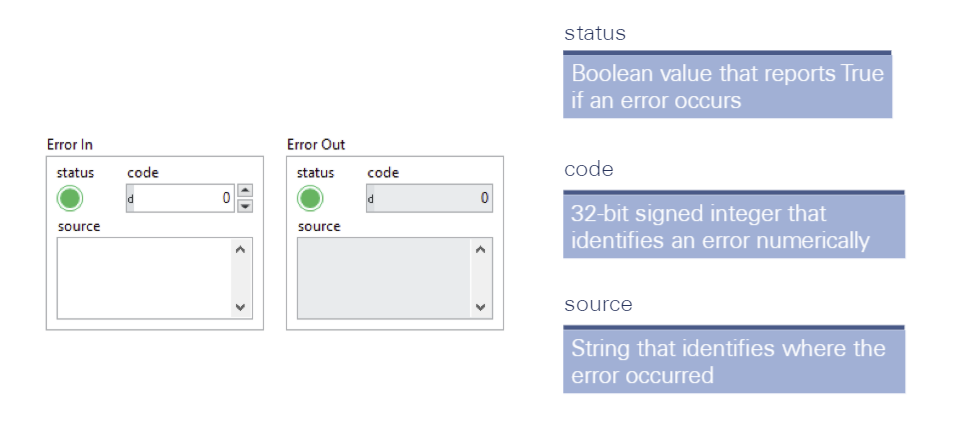 Error In
status code
d 0
source
Error Out
status code
d 0
source
status
Boolean value that reports True
if an error occurs
code
32-bit signed integer that
identifies an error numerically
source
String that identifies where the
error occurred